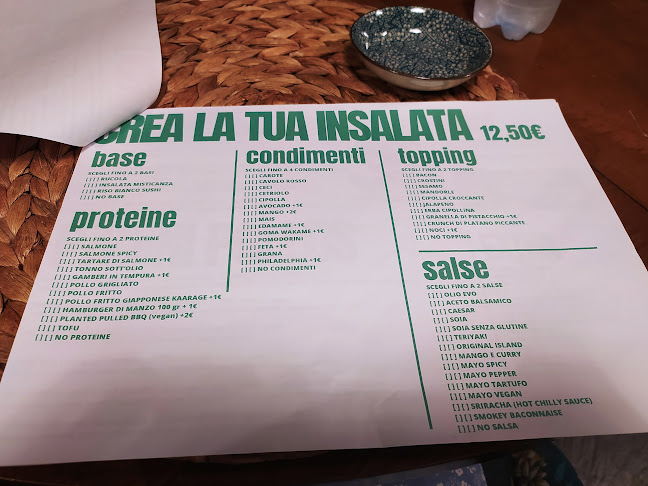 CREA LA TUA INSALATA 12,50€
base
SCEGLI FINO A 2 BASI
[ ] [ ] RUCOLA
[ ] [ ] INSALATA MISTICANZA
[ ] [ ] RISO BIANCO SUSHI
[ ] [ ] NO BASE
proteine
SCEGLI FINO A 2 PROTEINE
[ ] [ ] SALMONE
[ ] [ ] SALMONE SPICY
[ ] [ ] TARTARE DI SALMONE +1€
[ ] [ ] TONNO SOTT'OLIO
[ ] [ ] GAMBERI IN TEMPURA +1€
[ ] [ ] POLLO GRIGLIATO
[ ] [ ] POLLO FRITTO
[ ] [ ] POLLO FRITTO GIAPPONESE KAARAGE +1€
[ ] [ ] HAMBURGER DI MANZO 100 gr + 1€
[ ] [ ] PLANTED PULLED BBQ (vegan) +2€
[ ] [ ] TOFU
[ ] [ ] NO PROTEINE
condimenti
SCEGLI FINO A 4 CONDIMENTI
[ ] [ ] CAROTE
[ ] [ ] CAVOLO ROSSO
[ ] [ ] CECI
[ ] [ ] CETRIOLO
[ ] [ ] CIPOLLA
[ ] [ ] AVOCADO +1€
[ ] [ ] MANGO +2€
[ ] [ ] MAIS
[ ] [ ] EDAMAME +1€
[ ] [ ] GOMA WAKAME +1€
[ ] [ ] POMODORINI
[ ] [ ] FETA +1€
[ ] [ ] GRANA
[ ] [ ] PHILADELPHIA +1€
[ ] [ ] NO CONDIMENTI
topping
SCEGLI FINO A 2 TOPPING
[ ] [ ] BACON
[ ] [ ] CROSTINI
[ ] [ ] SESAMO
[ ] [ ] MANDORLE
[ ] [ ] CIPOLLA CROCCANTE
[ ] [ ] JALAPENO
[ ] [ ] ERBA CIPOLLINA
[ ] [ ] GRANELLA DI PISTACCHIO +1€
[ ] [ ] CRUNCH DI PLATANO PICCANTE
[ ] [ ] NOCI +1€
[ ] [ ] NO TOPPING
salse
SCEGLI FINO A 2 SALSE
[ ] [ ] OLIO EVO
[ ] [ ] ACETO BALSAMICO
[ ] [ ] CAESAR
[ ] [ ] SOIA
[ ] [ ] SOIA SENZA GLUTINE
[ ] [ ] TERIYAKI
[ ] [ ] ORIGINAL ISLAND
[ ] [ ] MANGO E CURRY
[ ] [ ] MAYO SPICY
[ ] [ ] MAYO PEPPER
[ ] [ ] MAYO TARTUFO
[ ] [ ] MAYO VEGAN
[ ] [ ] SRIRACHA (HOT CHILLY SAUCE)
[ ] [ ] SMOKEY BACONNAISE
[ ] [ ] NO SALSA